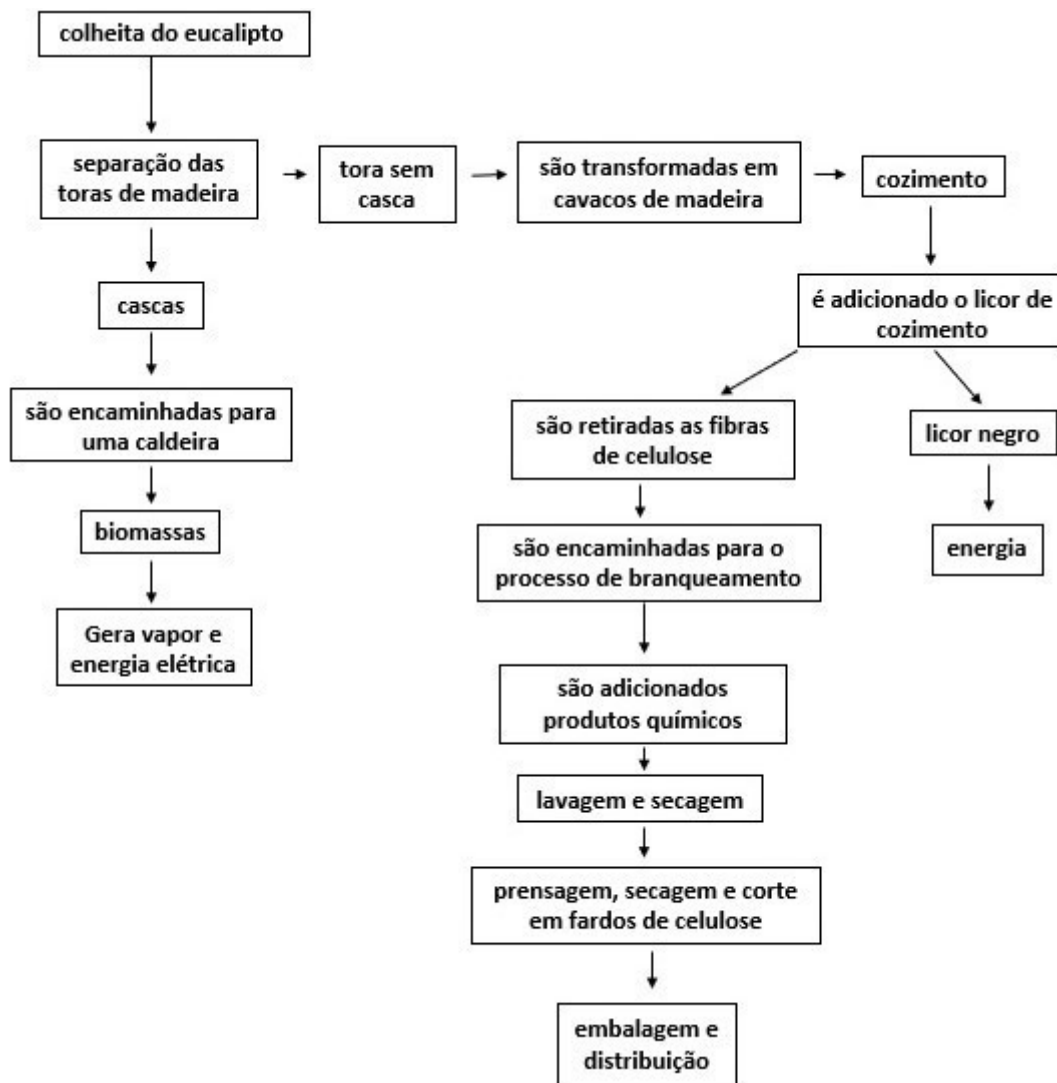 colheita do eucalipto
separação das
toras de madeira
tora sem
casca
são transformadas em
cavacos de madeira
cozimento
cascas
é adicionado o licor de
cozimento
são encaminhadas para
uma caldeira
são retiradas as fibras
de celulose
licor negro
biomassas
são encaminhadas para o
processo de branqueamento
energia
Gera vapor e
energia elétrica
são adicionados
produtos químicos
lavagem e secagem
prensagem, secagem e corte
em fardos de celulose
embalagem e
distribuição